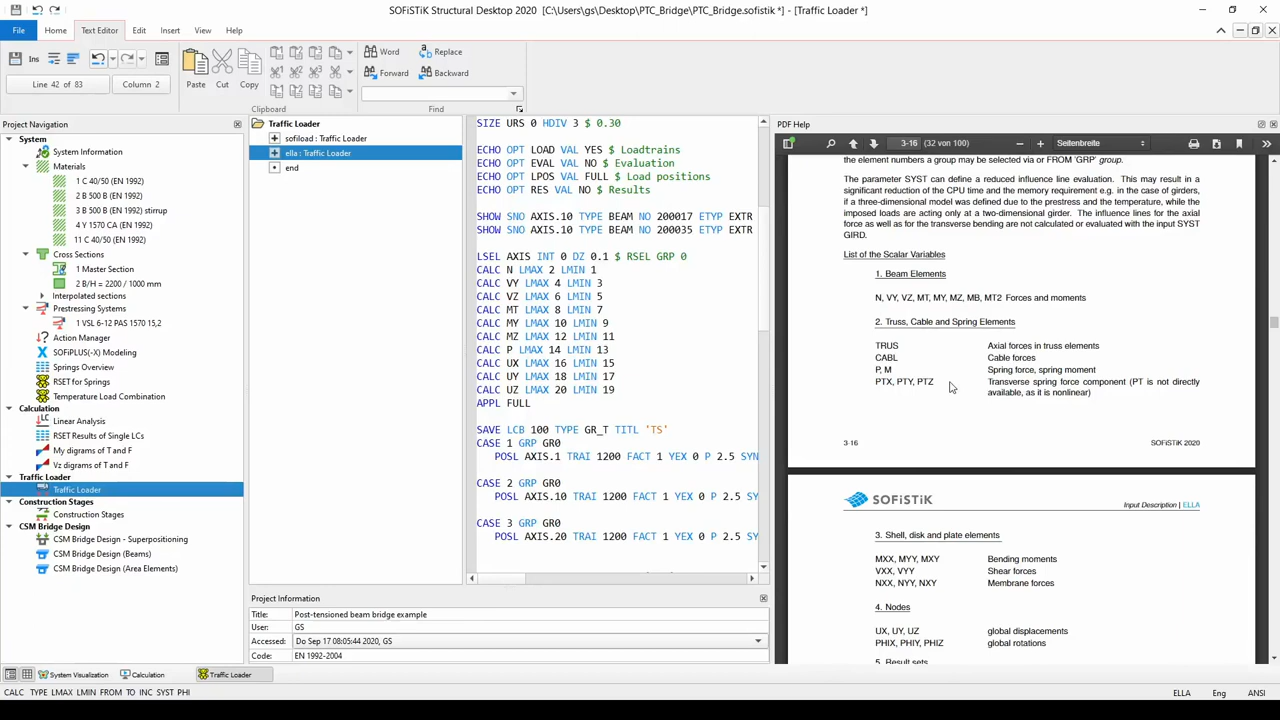 SOFiSTiK Structural Desktop 2020 [C:\Users\gs\Desktop\PTC_Bridge\PTC_Bridge.sofistik *] - [Traffic Loader *]
File
Home
Text Editor
Edit
Insert
View
Help
Ins
Line 42 of 83
Column 2
Paste
Cut
Copy
Clipboard
Word
Replace
Forward
Backward
Find
Project Navigation
System
System Information
Materials
1 C 40/50 (EN 1992)
2 B 500 B (EN 1992)
3 B 500 B (EN 1992) stirrup
4 Y 1570 CA (EN 1992)
11 C 40/50 (EN 1992)
Cross Sections
1 Master Section
2 B/H = 2200 / 1000 mm
Interpolated sections
Prestressing Systems
1 VSL 6-12 PAS 1570 15,2
Action Manager
SOFiPLUS(-X) Modeling
Springs Overview
RSET for Springs
Temperature Load Combination
Calculation
Linear Analysis
RSET Results of Single LCs
My digrams of T and F
Vz digrams of T and F
Traffic Loader
Traffic Loader
Construction Stages
Construction Stages
CSM Bridge Design
CSM Bridge Design - Superpositioning
CSM Bridge Design (Beams)
CSM Bridge Design (Area Elements)
Traffic Loader
sofiload : Traffic Loader
ella : Traffic Loader
end
SIZE URS 0 HDIV 3 $ 0.30
ECHO OPT LOAD VAL YES $ Loadtrains
ECHO OPT EVAL VAL NO $ Evaluation
ECHO OPT LPOS VAL FULL $ Load positions
ECHO OPT RES VAL NO $ Results
SHOW SNO AXIS.10 TYPE BEAM NO 200017 ETYP EXTR
SHOW SNO AXIS.10 TYPE BEAM NO 200035 ETYP EXTR
LSEL AXIS INT 0 DZ 0.1 $ RSEL GRP 0
CALC N LMAX 2 LMIN 1
CALC VY LMAX 4 LMIN 3
CALC VZ LMAX 6 LMIN 5
CALC MT LMAX 8 LMIN 7
CALC MY LMAX 10 LMIN 9
CALC MZ LMAX 12 LMIN 11
CALC P LMAX 14 LMIN 13
CALC UX LMAX 16 LMIN 15
CALC UY LMAX 18 LMIN 17
CALC UZ LMAX 20 LMIN 19
APPL FULL
SAVE LCB 100 TYPE GR_T TITL 'TS'
CASE 1 GRP GR0
POSL AXIS.1 TRAI 1200 FACT 1 YEX 0 P 2.5 SYN
CASE 2 GRP GR0
POSL AXIS.10 TRAI 1200 FACT 1 YEX 0 P 2.5 SY
CASE 3 GRP GR0
POSL AXIS.20 TRAI 1200 FACT 1 YEX 0 P 2.5 SY
Project Information
Title: Post-tensioned beam bridge example
User: GS
Accessed: Do Sep 17 08:05:44 2020, GS
Code: EN 1992-2004
PDF Help
3-16 (32 von 100)
Seitenbreite
the element numbers a group may be selected via or FROM 'GRP' group.
The parameter SYST can define a reduced influence line evaluation. This may result in a
significant reduction of the CPU time and the memory requirement e.g. in the case of girders,
if a three-dimensional model was defined due to the prestress and the temperature, while the
imposed loads are acting only at a two-dimensional girder. The influence lines for the axial
force as well as for the transverse bending are not calculated or evaluated with the input SYST
GIRD.
List of the Scalar Variables
1. Beam Elements
N, VY, VZ, MT, MY, MZ, MB, MT2 Forces and moments
2. Truss, Cable and Spring Elements
TRUS Axial forces in truss elements
CABL Cable forces
P, M Spring force, spring moment
PTX, PTY, PTZ Transverse spring force component (PT is not directly
available, as it is nonlinear)
3-16 SOFiSTiK 2020
SOFiSTiK Input Description | ELLA
3. Shell, disk and plate elements
MXX, MYY, MXY Bending moments
VXX, VYY Shear forces
NXX, NYY, NXY Membrane forces
4. Nodes
UX, UY, UZ global displacements
PHIX, PHIY, PHIZ global rotations
5. Result sets
System Visualization
Calculation
Traffic Loader
CALC TYPE LMAX LMIN FROM TO INC SYST PHI
ELLA
Eng
ANSI